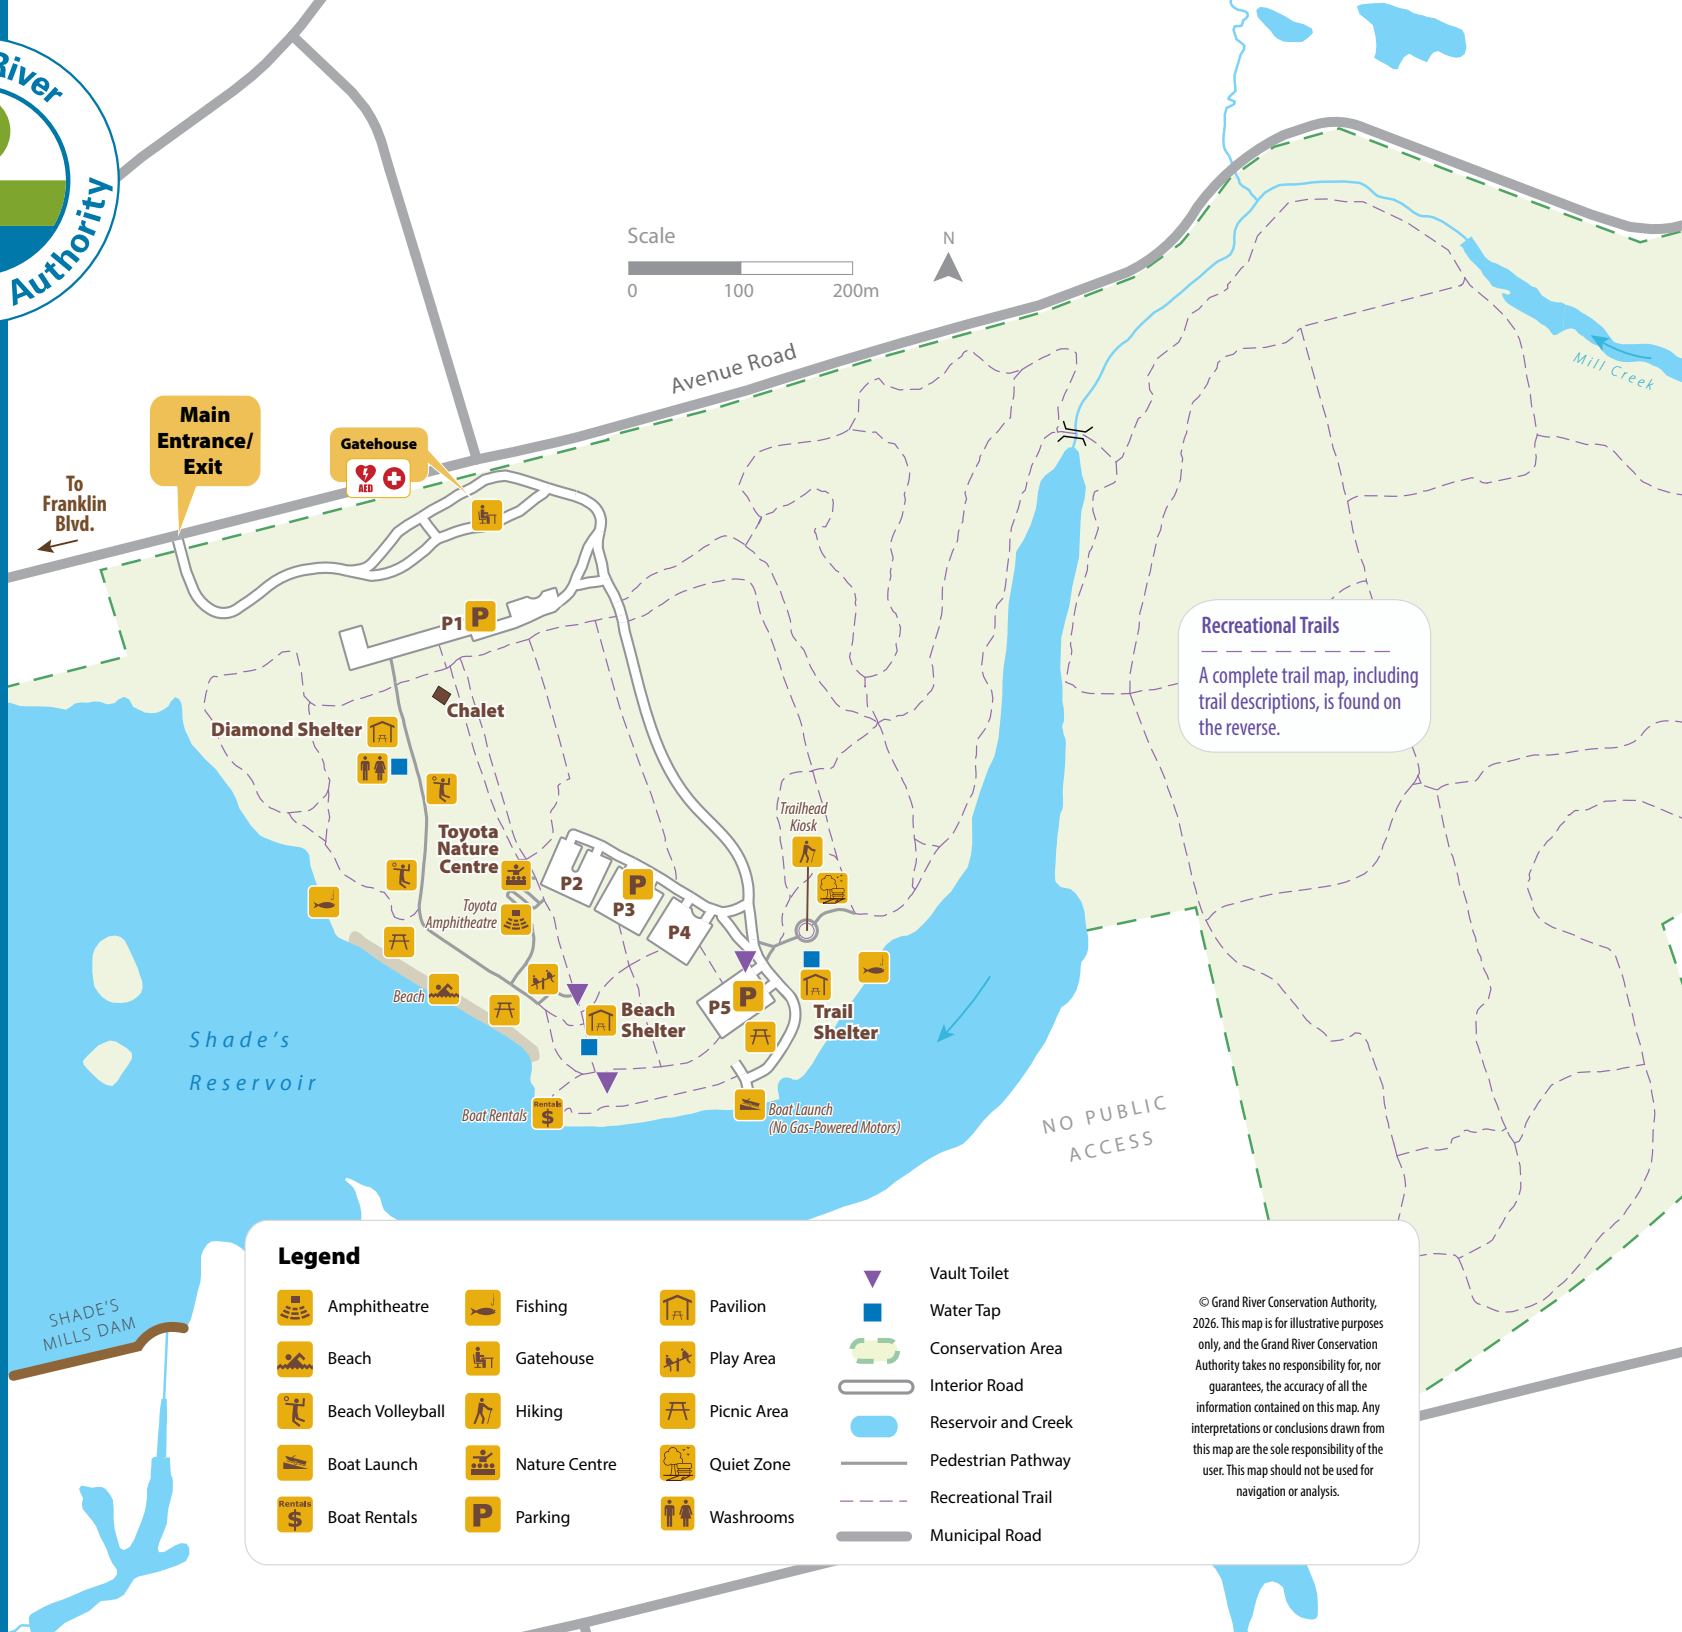 River
Authority
Scale
0 100 200m
N
Avenue Road
Main
Entrance/
Exit
Gatehouse
AED
To
Franklin
Blvd.
Mill Creek
P1 P
Recreational Trails
A complete trail map, including
trail descriptions, is found on
the reverse.
Chalet
Diamond Shelter
Trailhead
Kiosk
Toyota
Nature
Centre
P2
P
P3
Toyota
Amphitheatre
P4
Beach
P5 P
Beach
Shelter
Trail
Shelter
Shade's
Reservoir
Boat Rentals
Rentals
$
Boat Launch
(No Gas-Powered Motors)
NO PUBLIC
ACCESS
SHADE'S
MILLS DAM
Legend
Amphitheatre
Beach
Beach Volleyball
Boat Launch
Rentals
$
Boat Rentals
Fishing
Gatehouse
Hiking
Nature Centre
P
Parking
Pavilion
Play Area
Picnic Area
Quiet Zone
Washrooms
Vault Toilet
Water Tap
Conservation Area
Interior Road
Reservoir and Creek
Pedestrian Pathway
Recreational Trail
Municipal Road
© Grand River Conservation Authority,
2026. This map is for illustrative purposes
only, and the Grand River Conservation
Authority takes no responsibility for, nor
guarantees, the accuracy of all the
information contained on this map. Any
interpretations or conclusions drawn from
this map are the sole responsibility of the
user. This map should not be used for
navigation or analysis.